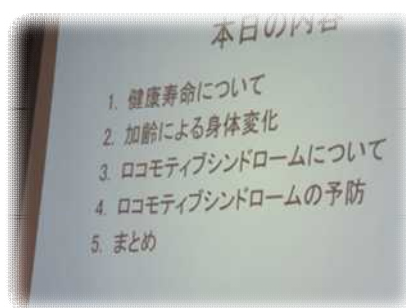 本日の内容
1. 健康寿命について
2. 加齢による身体変化
3. ロコモティブシンドロームについて
4. ロコモティブシンドロームの予防
5. まとめ